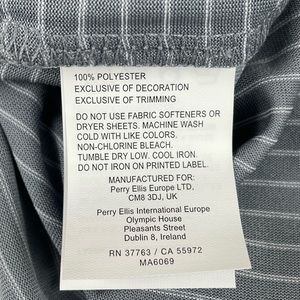 100% POLYESTER
EXCLUSIVE OF DECORATION
EXCLUSIVE OF TRIMMING
DO NOT USE FABRIC SOFTENERS OR
DRYER SHEETS. MACHINE WASH
COLD WITH LIKE COLORS.
NON-CHLORINE BLEACH.
TUMBLE DRY LOW. COOL IRON.
DO NOT IRON ON PRINTED LABEL.
MANUFACTURED FOR:
Perry Ellis Europe LTD.
CM8 3DJ, UK
Perry Ellis International Europe
Olympic House
Pleasants Street
Dublin 8, Ireland
RN 37763 / CA 55972
MA6069